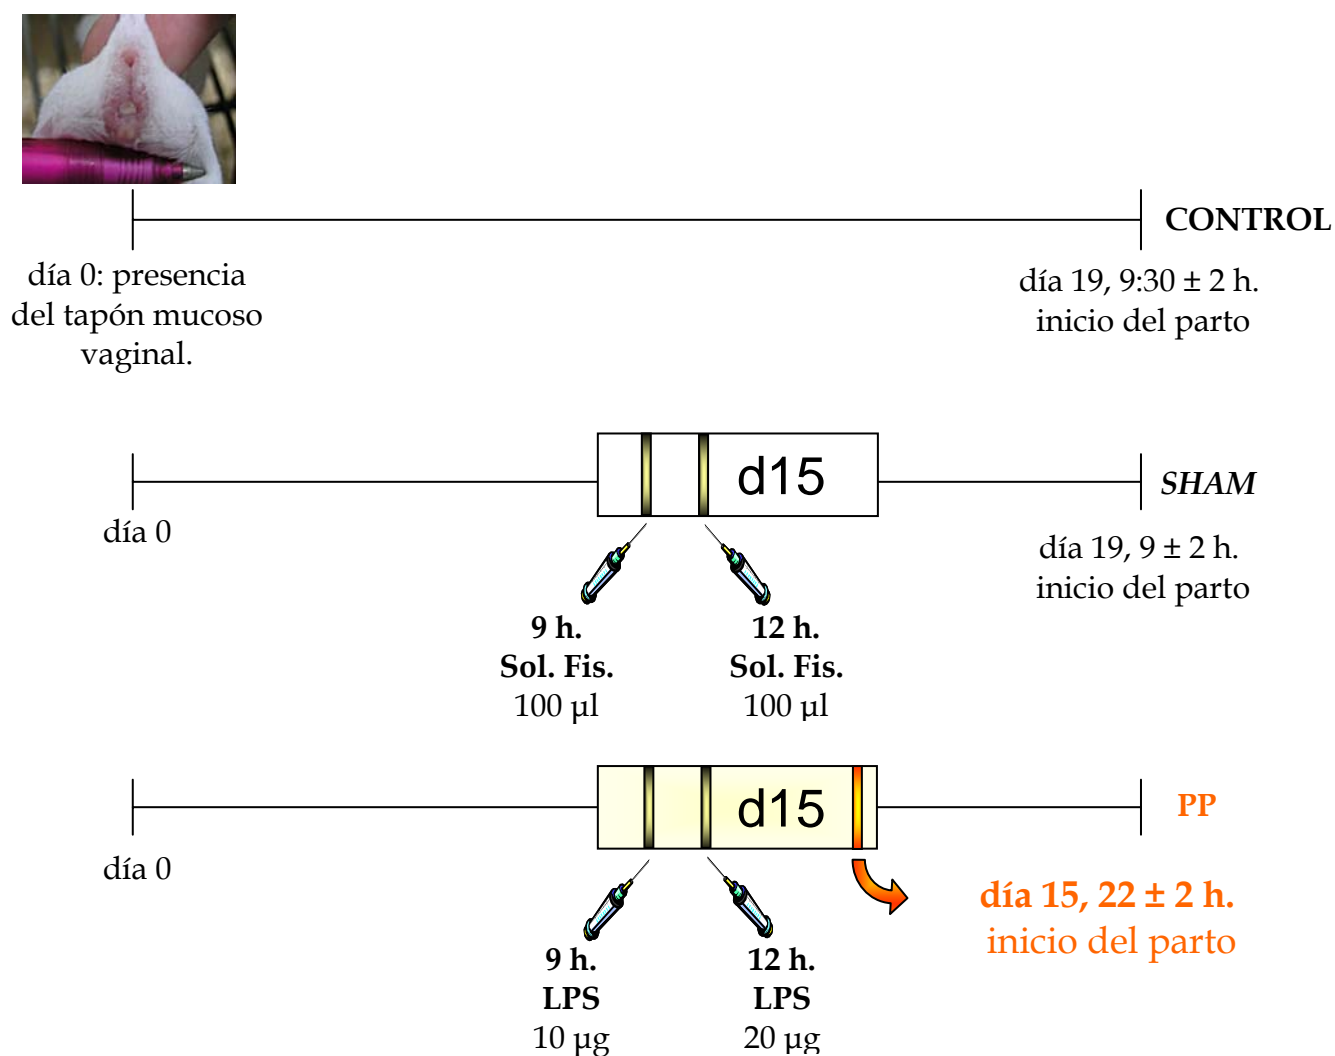 CONTROL
día 0: presencia
del tapón mucoso
vaginal.
día 19, 9:30 ± 2 h.
inicio del parto
d15
SHAM
día 0
día 19, 9 ± 2 h.
inicio del parto
9 h.
Sol. Fis.
100 µl
12 h.
Sol. Fis.
100 µl
d15
PP
día 0
día 15, 22 ± 2 h.
inicio del parto
9 h.
LPS
10 µg
12 h.
LPS
20 µg